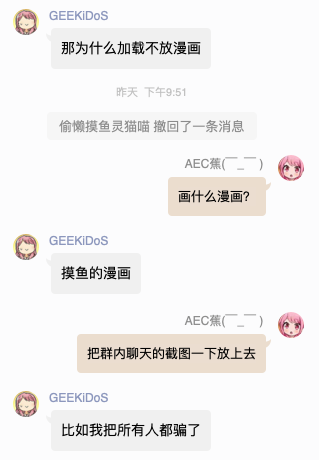 GEEKiDoS
那为什么加载不放漫画
昨天 下午9:51
偷懒摸鱼灵猫喵 撤回了一条消息
AEC蕉(￣_￣ )
画什么漫画?
GEEKiDoS
摸鱼的漫画
AEC蕉(￣_￣ )
把群内聊天的截图一下放上去
GEEKiDoS
比如我把所有人都骗了